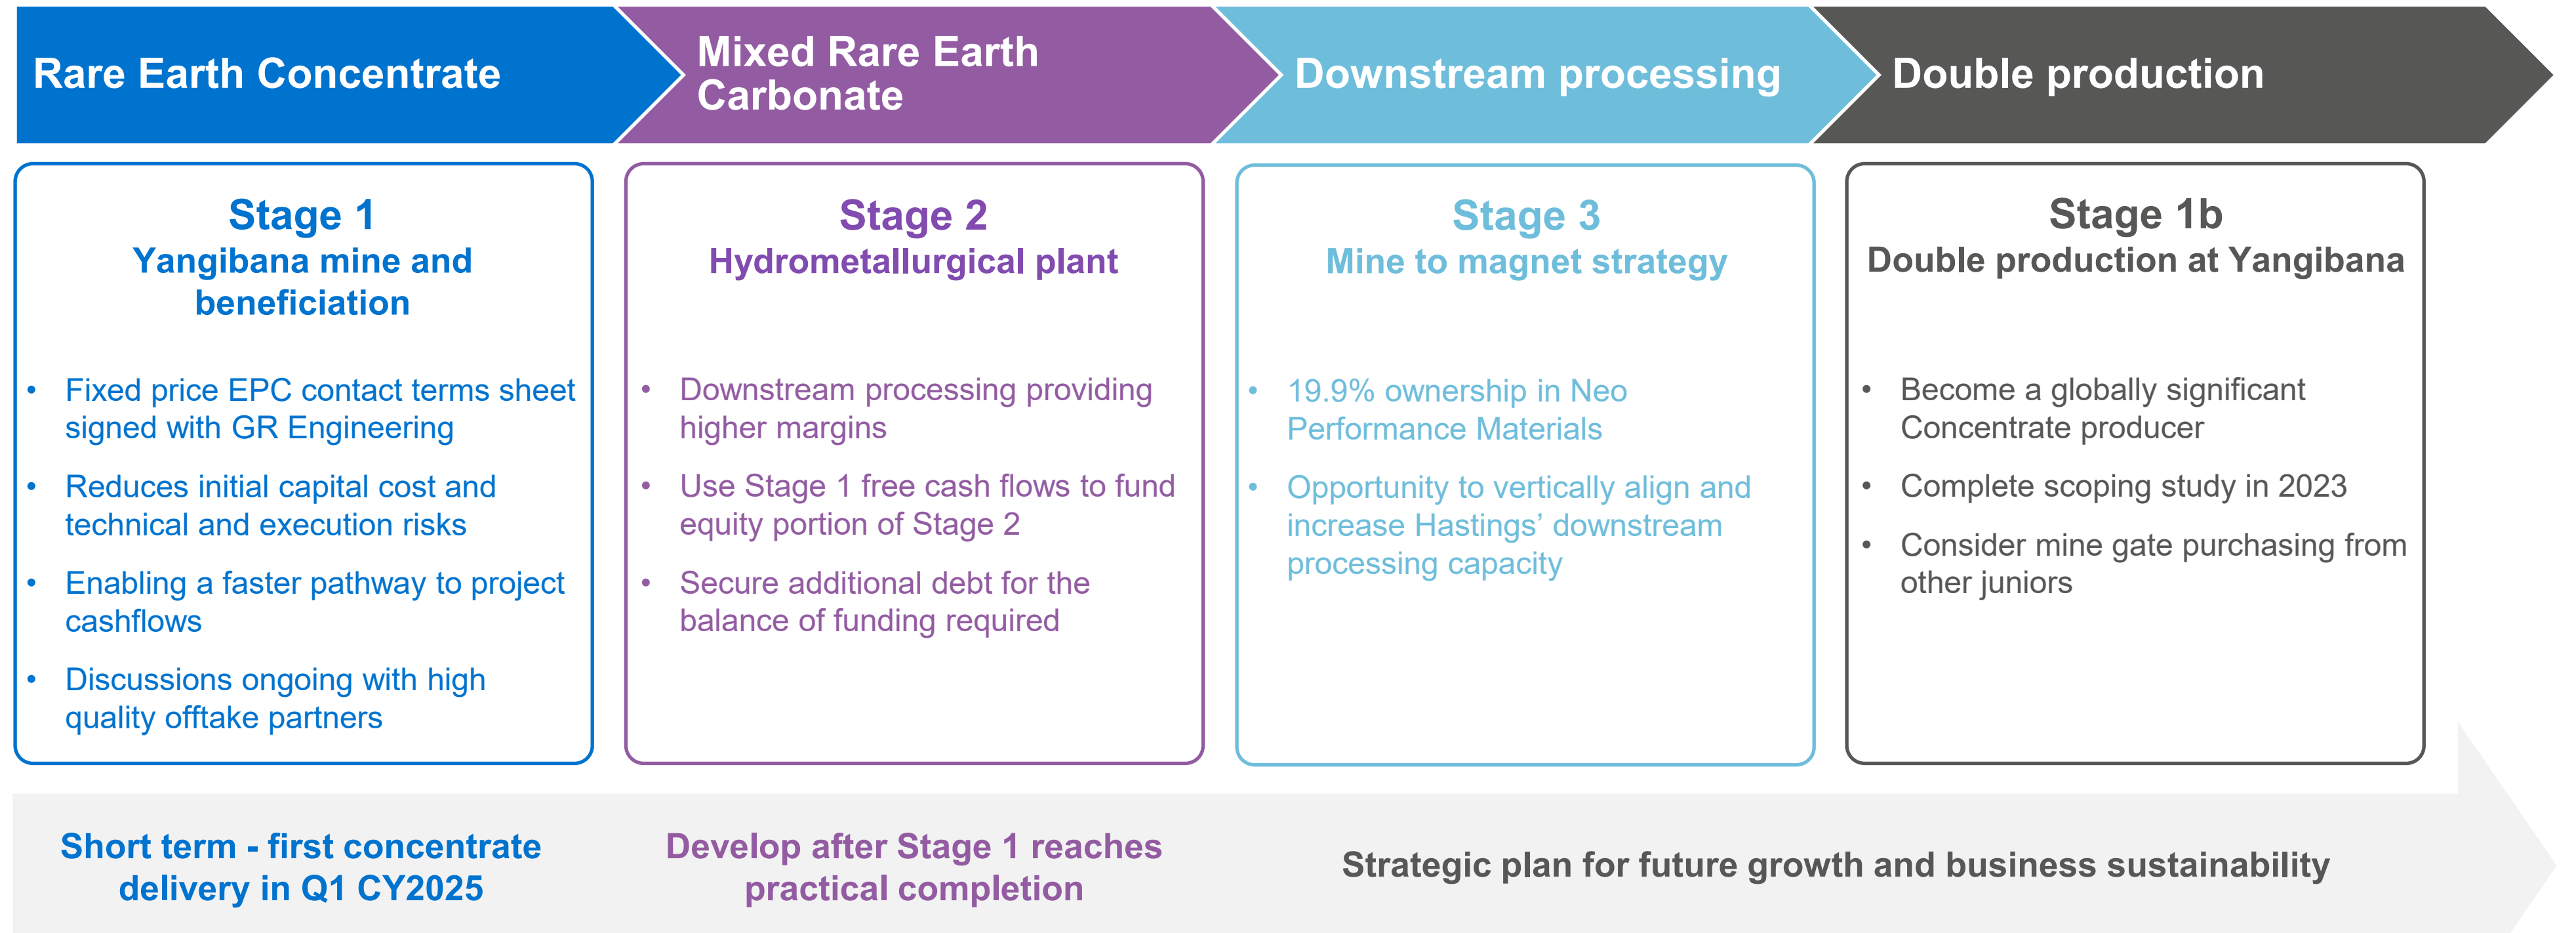 Rare Earth Concentrate
Mixed Rare Earth
Carbonate
Downstream processing
Double production
Stage 1
Yangibana mine and
beneficiation
• Fixed price EPC contact terms sheet
signed with GR Engineering
• Reduces initial capital cost and
technical and execution risks
• Enabling a faster pathway to project
cashflows
• Discussions ongoing with high
quality offtake partners
Stage 2
Hydrometallurgical plant
• Downstream processing providing
higher margins
• Use Stage 1 free cash flows to fund
equity portion of Stage 2
• Secure additional debt for the
balance of funding required
Stage 3
Mine to magnet strategy
• 19.9% ownership in Neo
Performance Materials
• Opportunity to vertically align and
increase Hastings’ downstream
processing capacity
Stage 1b
Double production at Yangibana
• Become a globally significant
Concentrate producer
• Complete scoping study in 2023
• Consider mine gate purchasing from
other juniors
Short term - first concentrate
delivery in Q1 CY2025
Develop after Stage 1 reaches
practical completion
Strategic plan for future growth and business sustainability